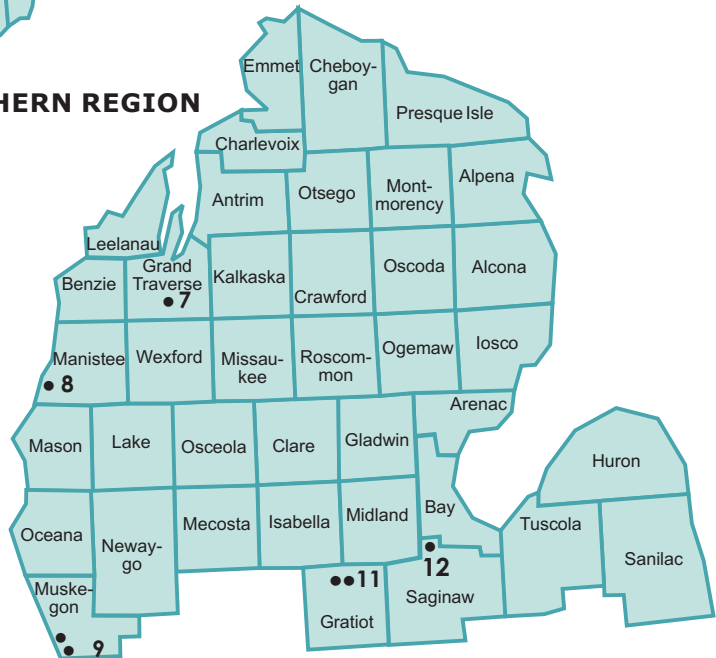 HERN REGION
Emmet
Cheboy-
gan
Presque Isle
Charlevoix
Antrim
Otsego
Mont-
morency
Alpena
Leelanau
Benzie
Grand
Traverse
7
Kalkaska
Crawford
Oscoda
Alcona
Manistee
8
Wexford
Missau-
kee
Roscom-
mon
Ogemaw
Iosco
Arenac
Mason
Lake
Osceola
Clare
Gladwin
Huron
Oceana
Neway-
go
Mecosta
Isabella
Midland
Bay
Tuscola
Sanilac
Muske-
gon
9
11
Gratiot
12
Saginaw